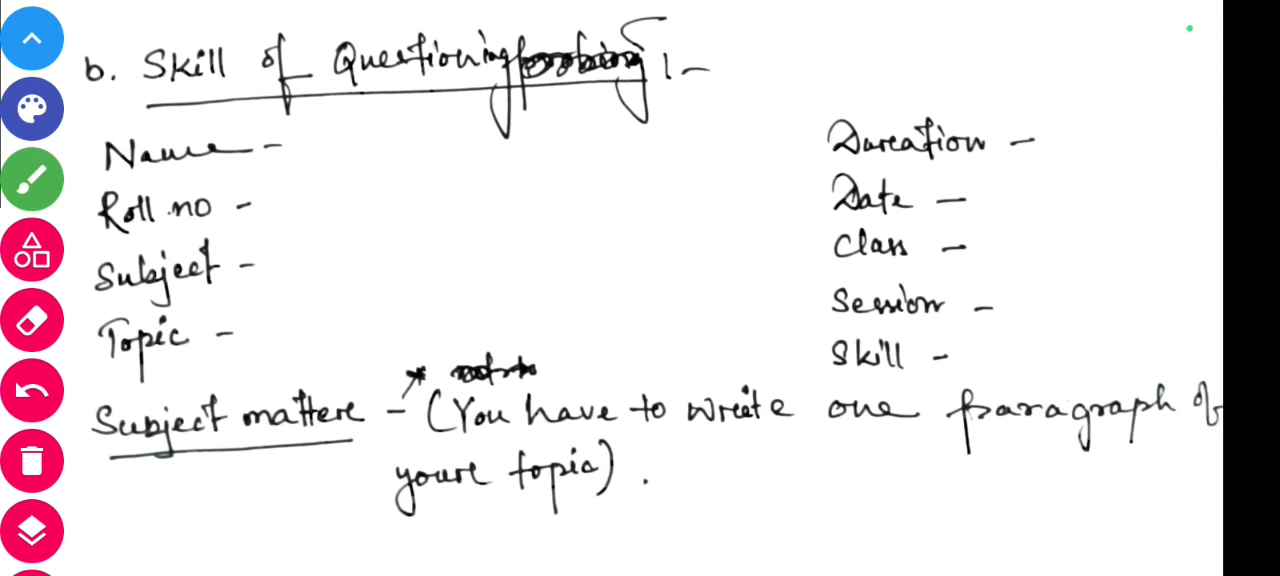 b. Skill of Questioning :-
Name -
Duration -
Roll no -
Date -
Subject -
Class -
Topic -
Session -
Skill -
Subject matter - (You have to write one paragraph of
your topic).